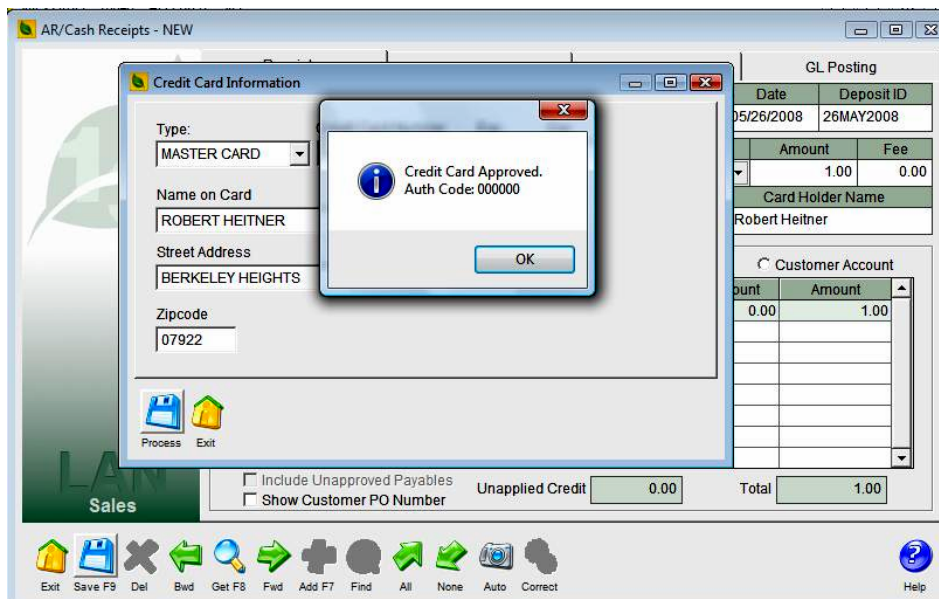 AR/Cash Receipts - NEW
GL Posting
Credit Card Information
Date Deposit ID
05/26/2008 26MAY2008
Type:
MASTER CARD
Credit Card Approved.
Auth Code: 000000
OK
Amount Fee
1.00 0.00
Name on Card
ROBERT HEITNER
Card Holder Name
Robert Heitner
Street Address
BERKELEY HEIGHTS
Customer Account
Amount
0.00 1.00
Zipcode
07922
Process Exit
LAN
Sales
Include Unapproved Payables
Show Customer PO Number
Unapplied Credit 0.00
Total 1.00
Exit Save F9 Del Bwd Get F8 Fwd Add F7 Find All None Auto Correct Help